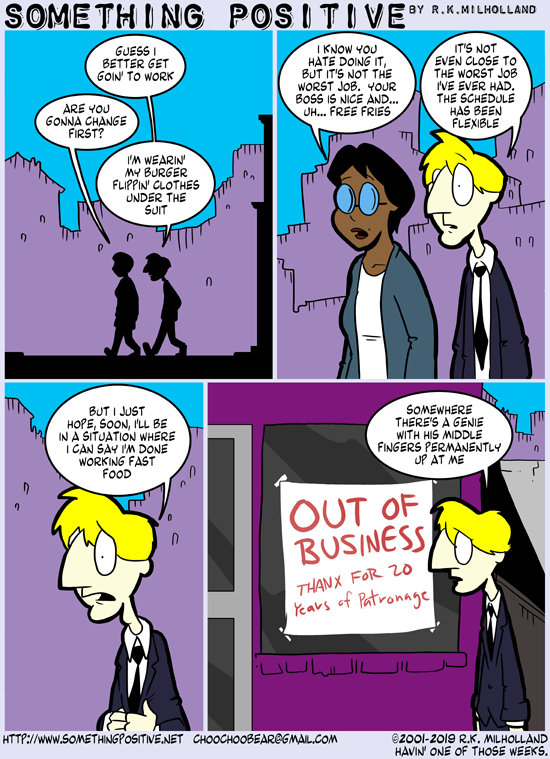 SOMETHING POSITIVE BY R.K.MILHOLLAND
GUESS I
BETTER GET
GOIN' TO WORK
ARE YOU
GONNA CHANGE
FIRST?
I'M WEARIN'
MY BURGER
FLIPPIN' CLOTHES
UNDER THE
SUIT
I KNOW YOU
HATE DOING IT,
BUT IT'S NOT THE
WORST JOB. YOUR
BOSS IS NICE AND...
UH... FREE FRIES
IT'S NOT
EVEN CLOSE TO
THE WORST JOB
I'VE EVER HAD.
THE SCHEDULE
HAS BEEN
FLEXIBLE
BUT I JUST
HOPE, SOON, I'LL BE
IN A SITUATION WHERE
I CAN SAY I'M DONE
WORKING FAST
FOOD
SOMEWHERE
THERE'S A GENIE
WITH HIS MIDDLE
FINGERS PERMANENTLY
UP AT ME
OUT OF
BUSINESS
THANX FOR 20
Years of Patronage
HTTP://WWW.SOMETHINGPOSITIVE.NET CHOOCHOOBEAR@GMAIL.COM
©2001-2019 R.K. MILHOLLAND
HAVIN' ONE OF THOSE WEEKS.